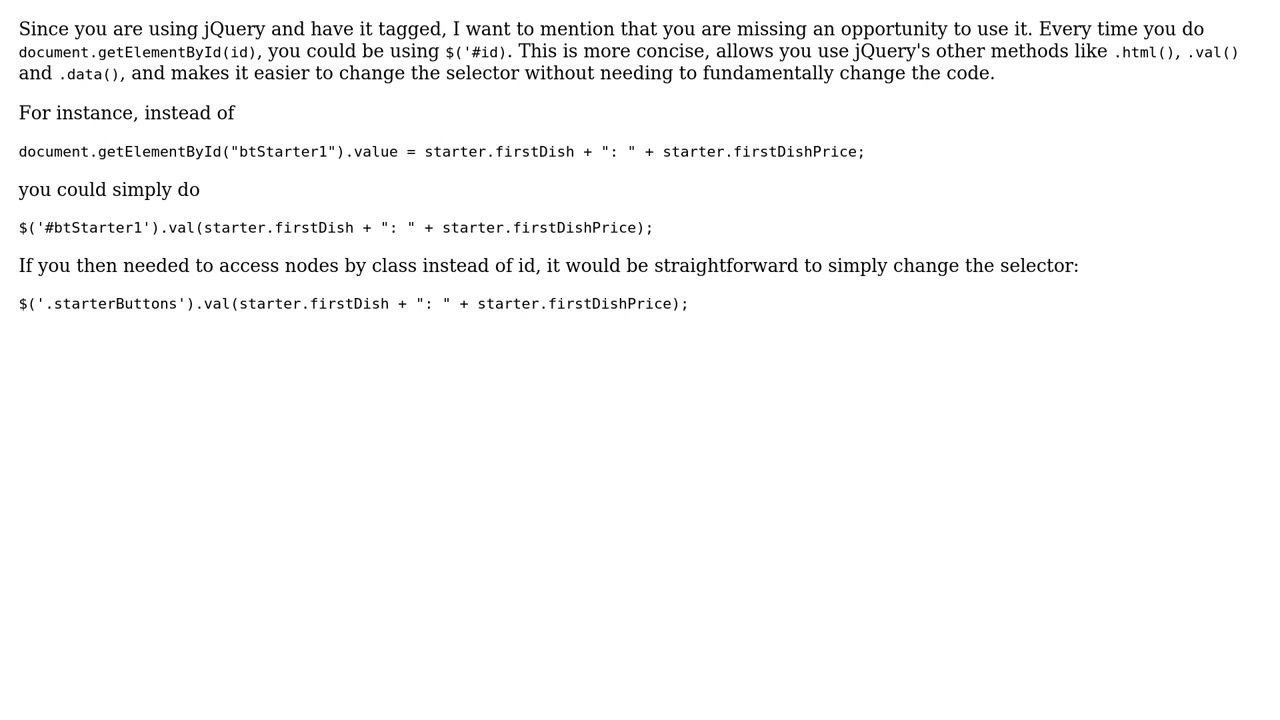 Since you are using jQuery and have it tagged, I want to mention that you are missing an opportunity to use it. Every time you do
document.getElementById(id), you could be using $('#id). This is more concise, allows you use jQuery's other methods like .html(), .val()
and .data(), and makes it easier to change the selector without needing to fundamentally change the code.
For instance, instead of
document.getElementById("btStarter1").value = starter.firstDish + ": " + starter.firstDishPrice;
you could simply do
$('#btStarter1').val(starter.firstDish + ": " + starter.firstDishPrice);
If you then needed to access nodes by class instead of id, it would be straightforward to simply change the selector:
$('.starterButtons').val(starter.firstDish + ": " + starter.firstDishPrice);